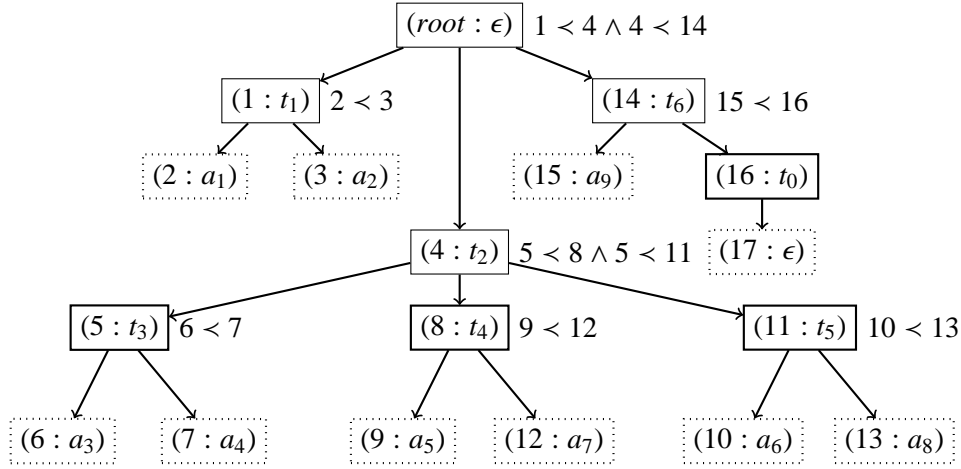 (root : ϵ) 1 ≺ 4 ∧ 4 ≺ 14
(1 : t₁) 2 ≺ 3 (14 : t₆) 15 ≺ 16
(2 : a₁) (3 : a₂) (15 : a₉) (16 : t₀)
(4 : t₂) 5 ≺ 8 ∧ 5 ≺ 11 (17 : ϵ)
(5 : t₃) 6 ≺ 7 (8 : t₄) 9 ≺ 12 (11 : t₅) 10 ≺ 13
(6 : a₃) (7 : a₄) (9 : a₅) (12 : a₇) (10 : a₆) (13 : a₈)